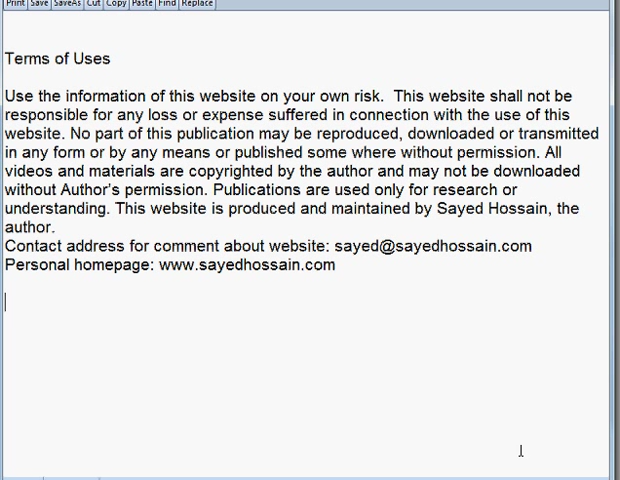 Print Save SaveAs Cut Copy Paste Find Replace
Terms of Uses
Use the information of this website on your own risk.  This website shall not be
responsible for any loss or expense suffered in connection with the use of this
website. No part of this publication may be reproduced, downloaded or transmitted
in any form or by any means or published some where without permission. All
videos and materials are copyrighted by the author and may not be downloaded
without Author's permission. Publications are used only for research or
understanding. This website is produced and maintained by Sayed Hossain, the
author.
Contact address for comment about website: sayed@sayedhossain.com
Personal homepage: www.sayedhossain.com